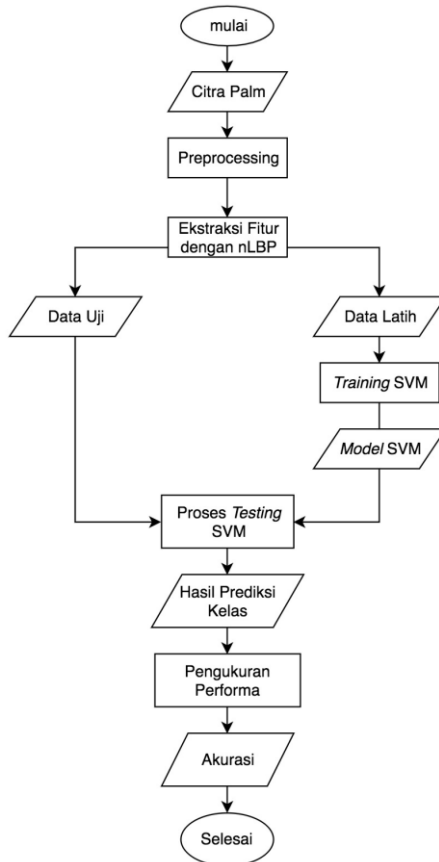 mulai
Citra Palm
Preprocessing
Ekstraksi Fitur
dengan nLBP
Data Uji
Data Latih
Training SVM
Model SVM
Proses Testing
SVM
Hasil Prediksi
Kelas
Pengukuran
Performa
Akurasi
Selesai